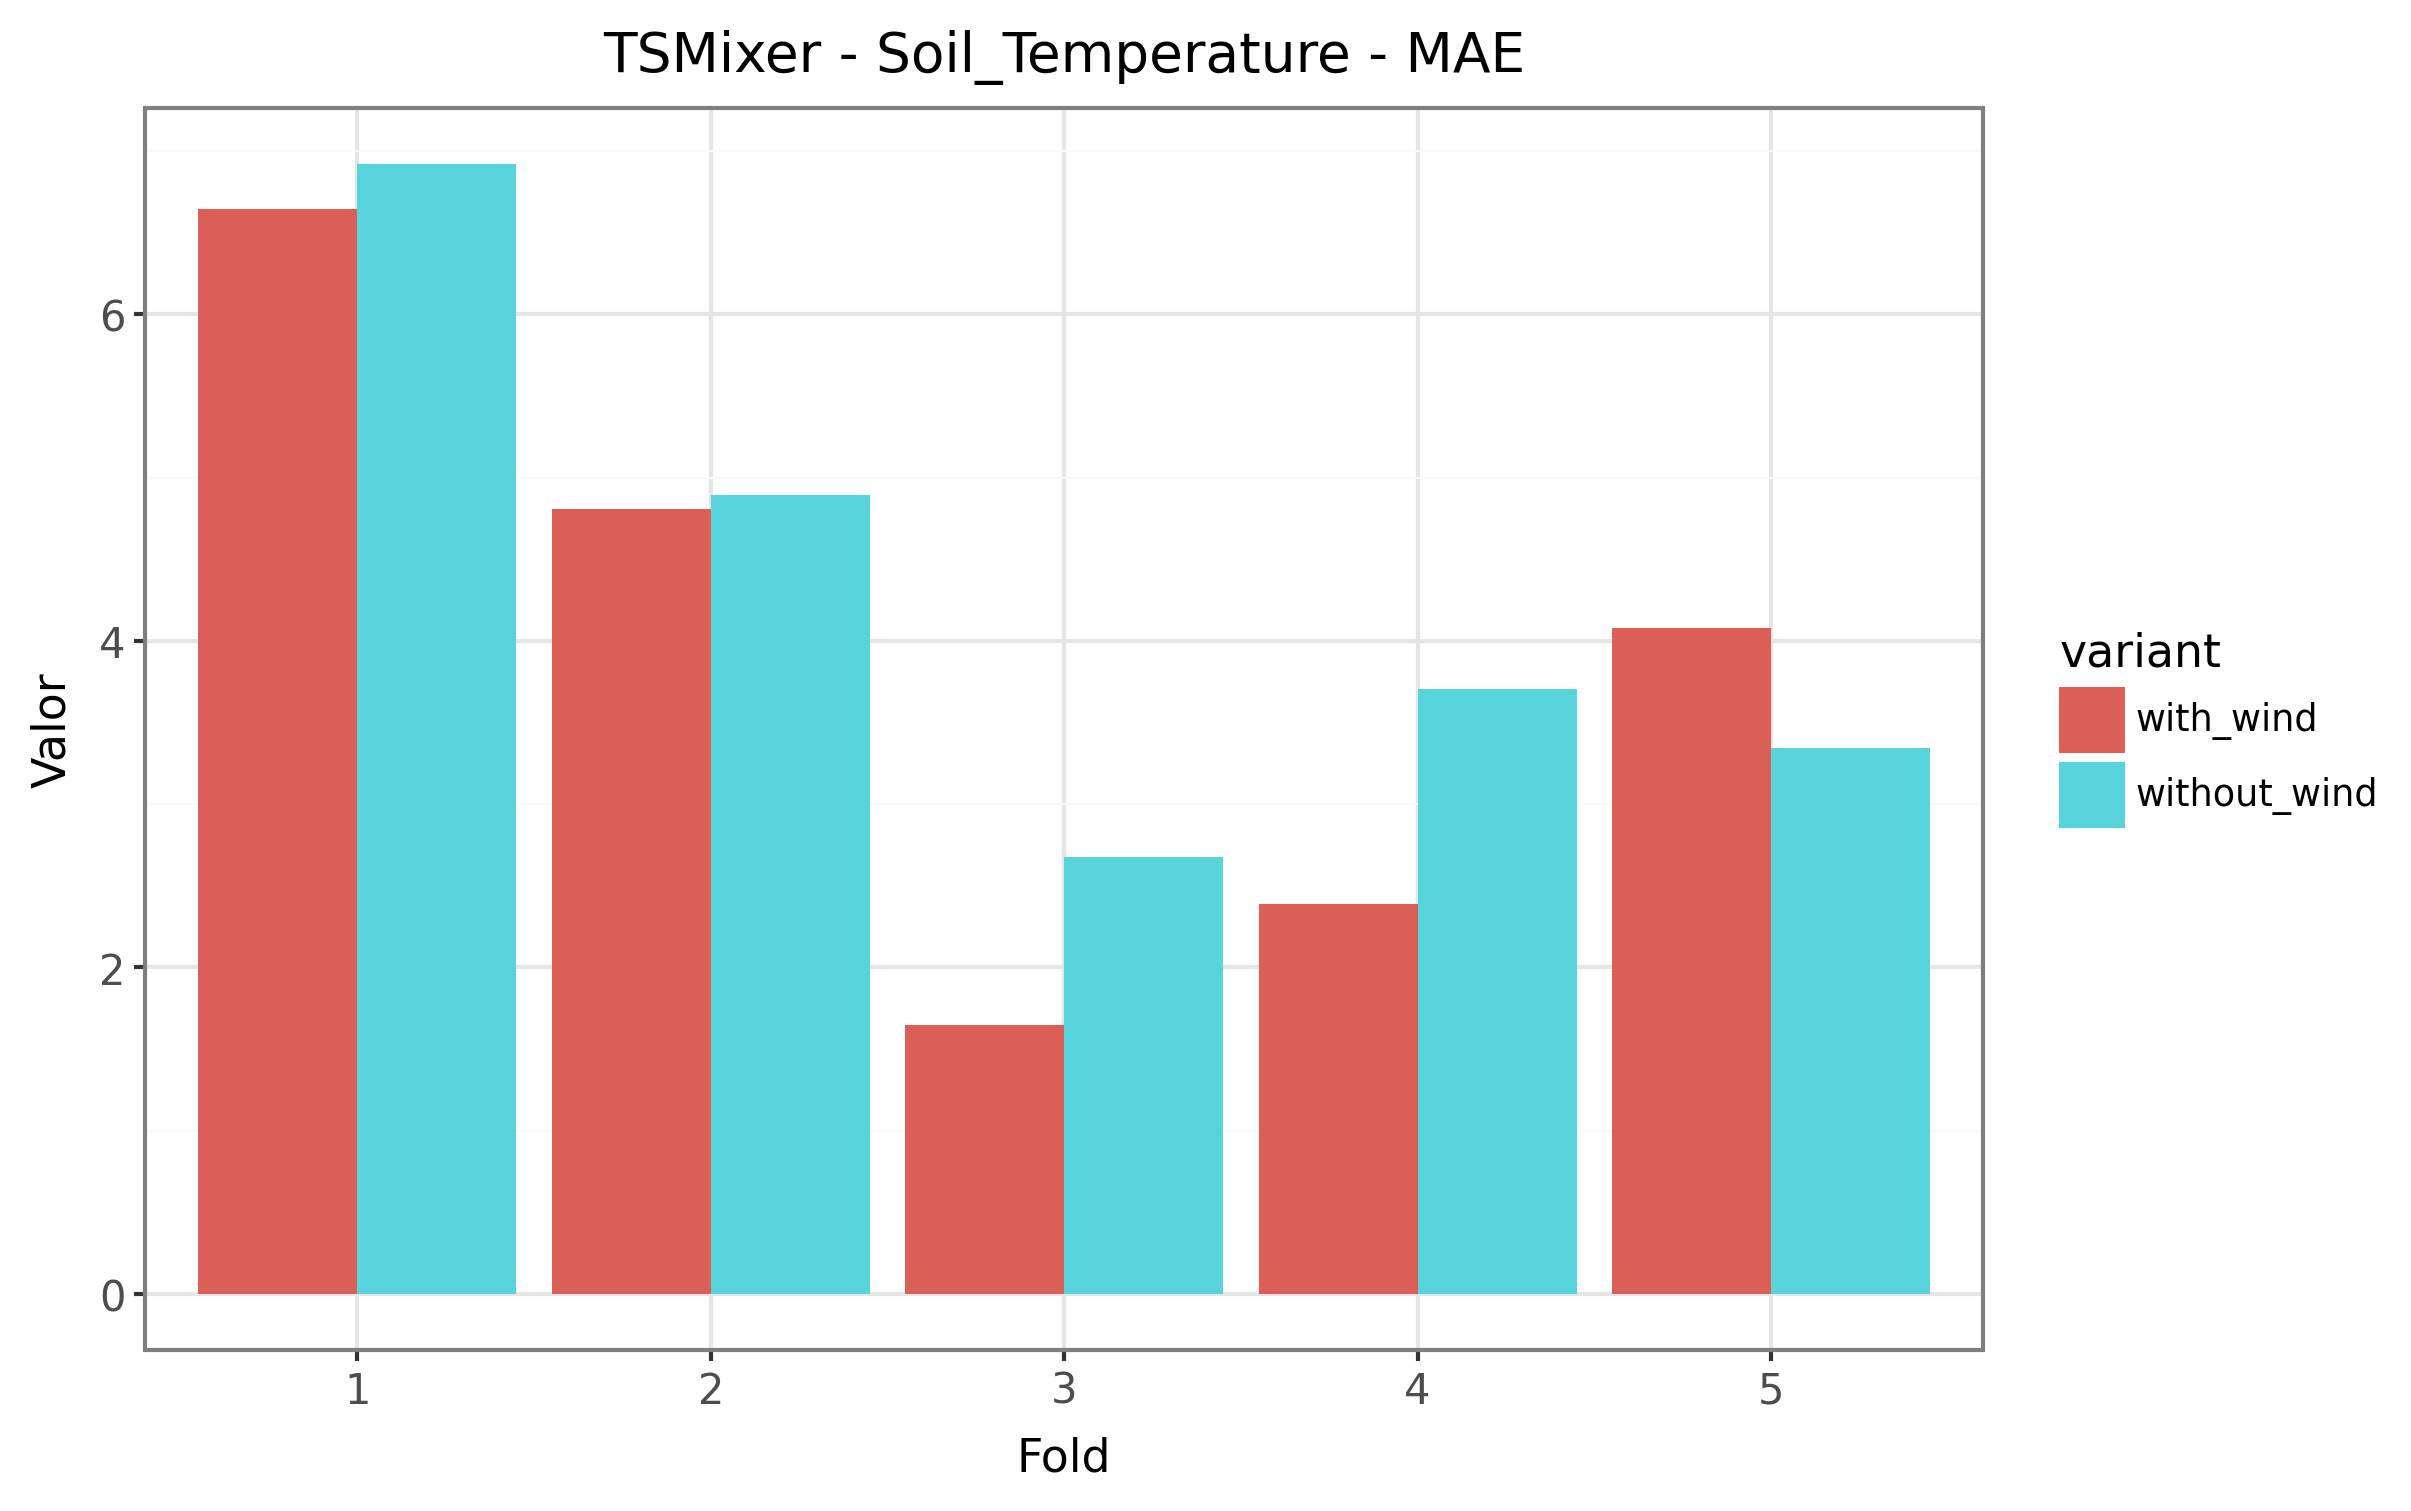 TSMixer - Soil_Temperature - MAE
Valor
6
4
2
0
1 2 3 4 5
Fold
variant
with_wind
without_wind